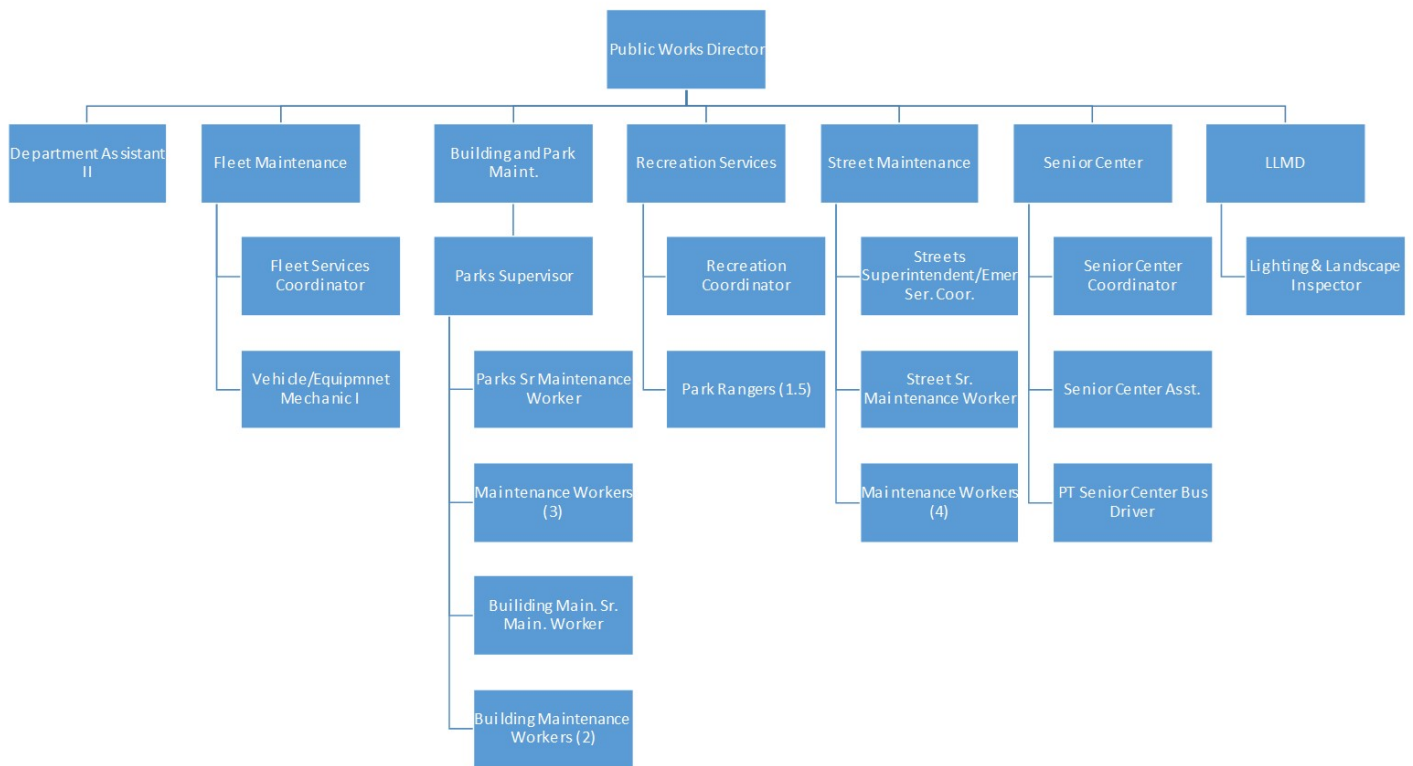 Public Works Director
Department Assistant
II
Fleet Maintenance
Building and Park
Maint.
Recreation Services
Street Maintenance
Senior Center
LLMD
Fleet Services
Coordinator
Parks Supervisor
Recreation
Coordinator
Streets
Superintendent/Emer
Ser. Coor.
Senior Center
Coordinator
Lighting & Landscape
Inspector
Vehicle/Equipmnet
Mechanic I
Parks Sr Maintenance
Worker
Park Rangers (1.5)
Street Sr.
Maintenance Worker
Senior Center Asst.
Maintenance Workers
(3)
Maintenance Workers
(4)
PT Senior Center Bus
Driver
Builiding Main. Sr.
Main. Worker
Building Maintenance
Workers (2)